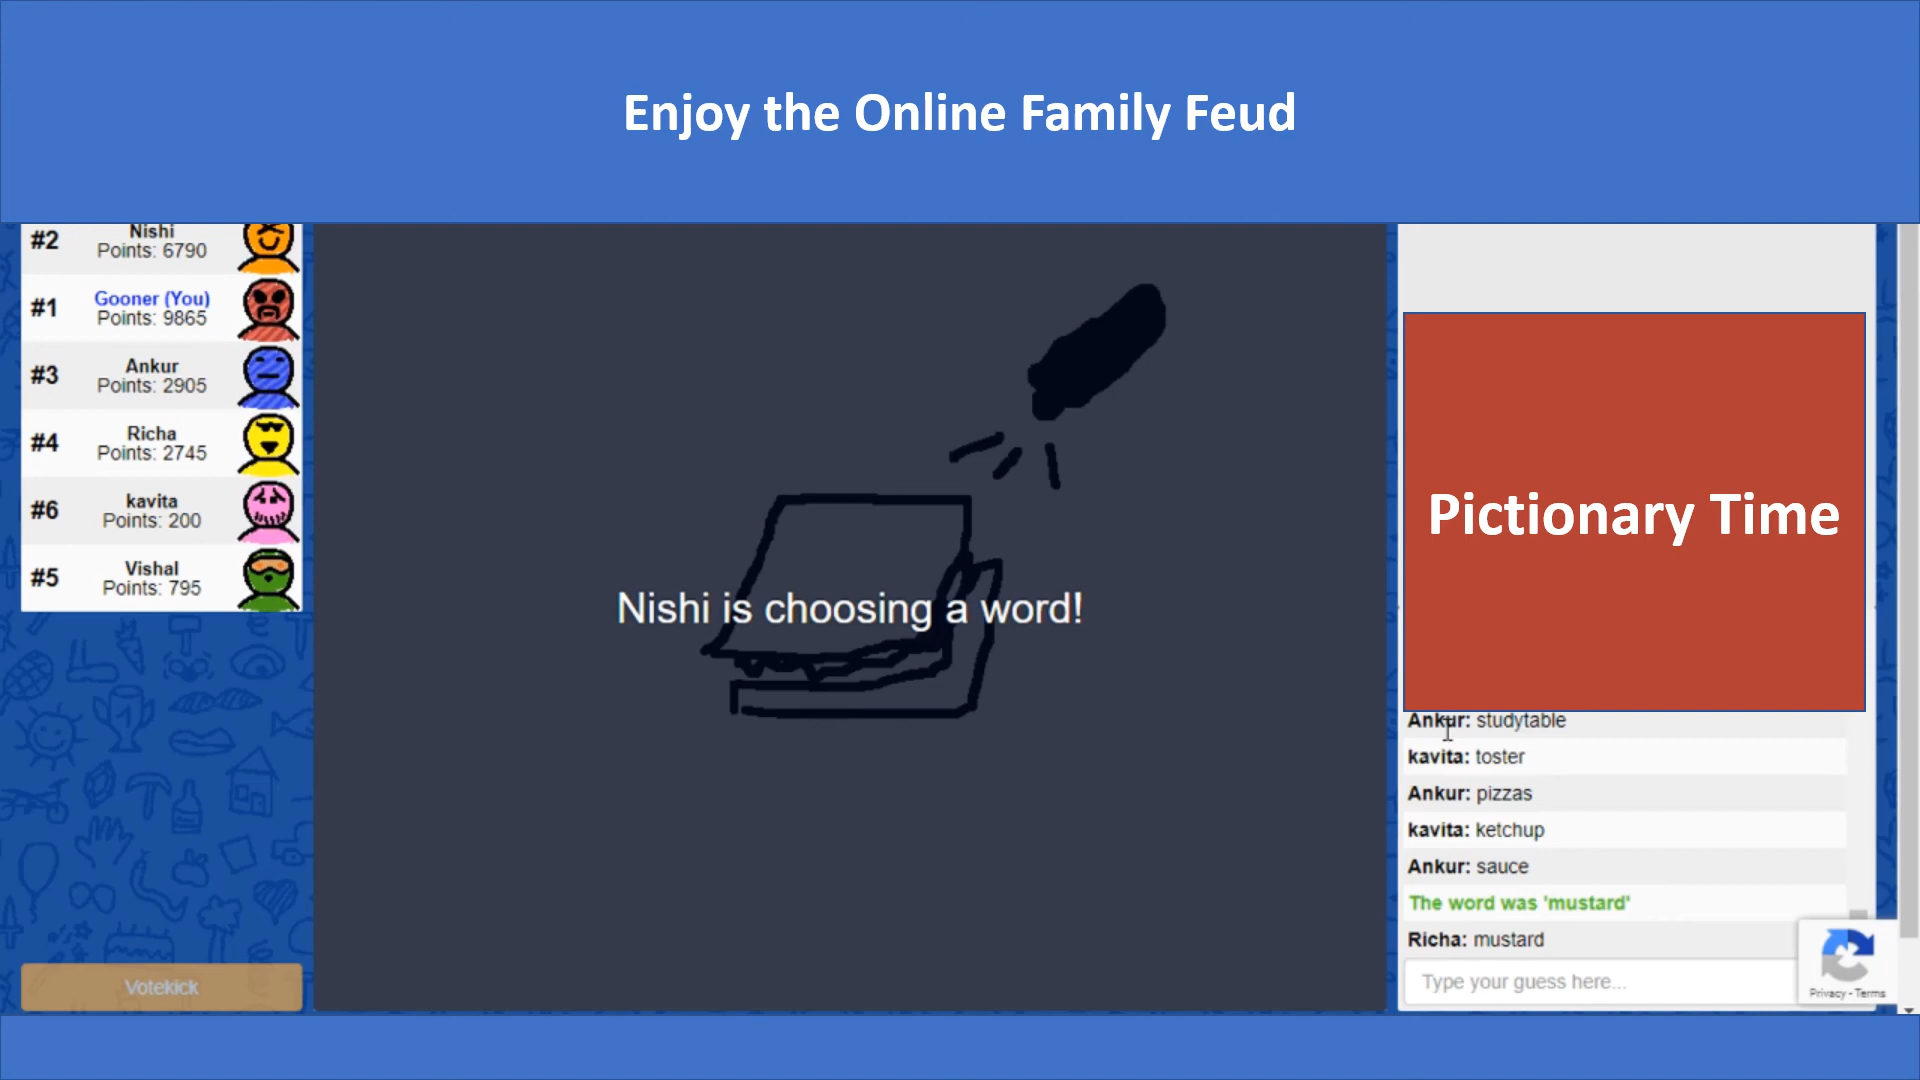 Enjoy the Online Family Feud
#2
Nishi
Points: 6790
#1
Gooner (You)
Points: 9865
#3
Ankur
Points: 2905
#4
Richa
Points: 2745
#6
kavita
Points: 200
#5
Vishal
Points: 795
Votekick
Nishi is choosing a word!
Pictionary Time
Ankur: studytable
kavita: toster
Ankur: pizzas
kavita: ketchup
Ankur: sauce
The word was 'mustard'
Richa: mustard
Type your guess here...
Privacy - Terms